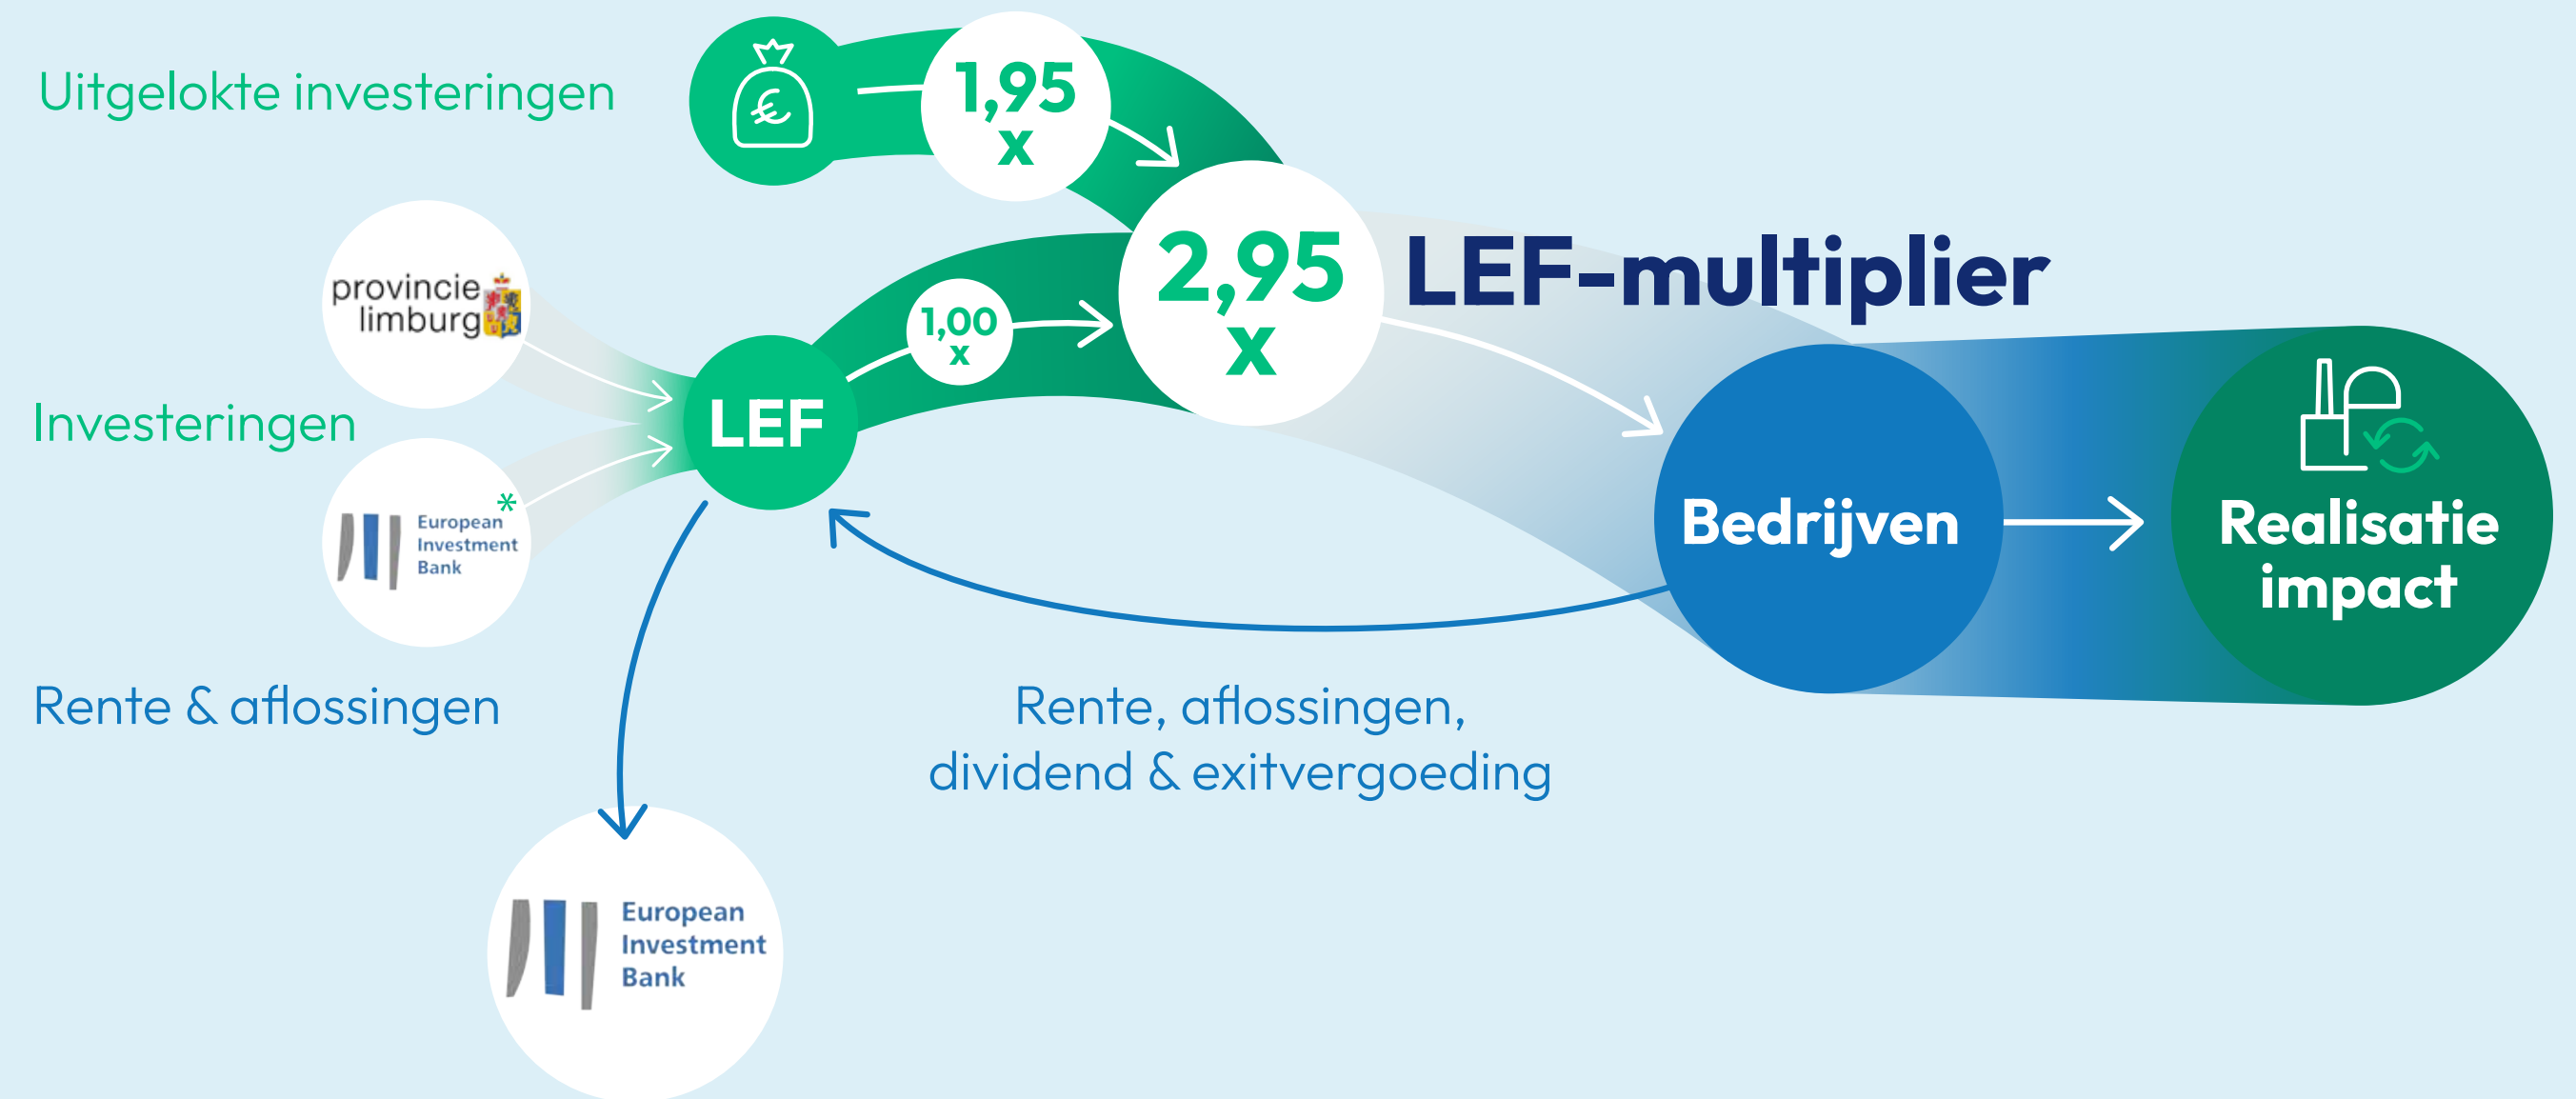 Uitgelokte investeringen
1,95
x
provincie
limburg
2,95
x
LEF-multiplier
1,00
x
Investeringen
LEF
*
European
Investment
Bank
Bedrijven
Realisatie
impact
Rente & aflossingen
Rente, aflossingen,
dividend & exitvergoeding
European
Investment
Bank